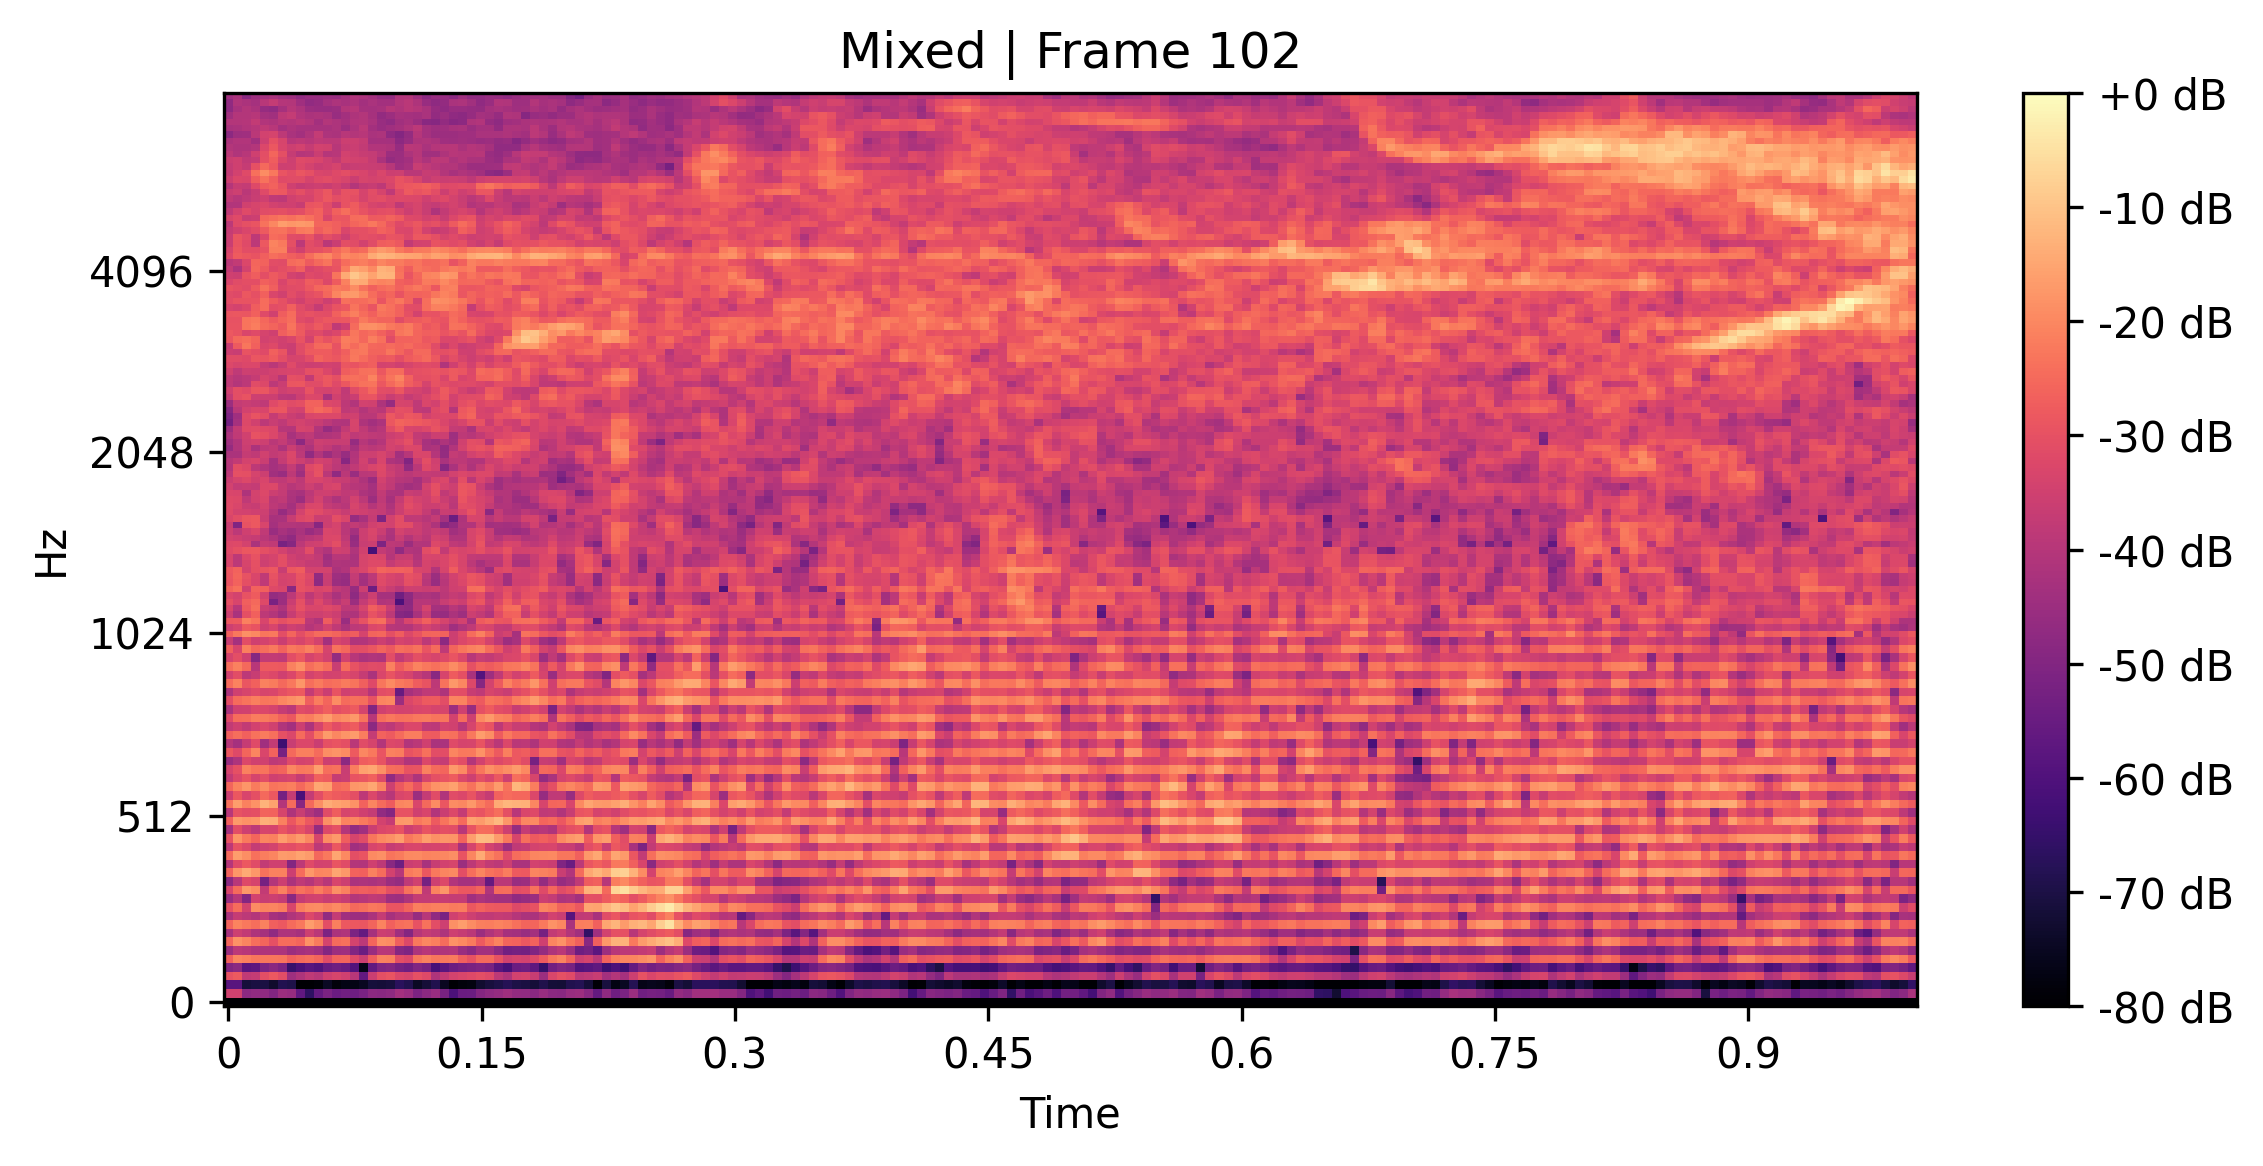 Mixed | Frame 102
Hz
4096
2048
1024
512
0
0 0.15 0.3 0.45 0.6 0.75 0.9
Time
+0 dB
-10 dB
-20 dB
-30 dB
-40 dB
-50 dB
-60 dB
-70 dB
-80 dB